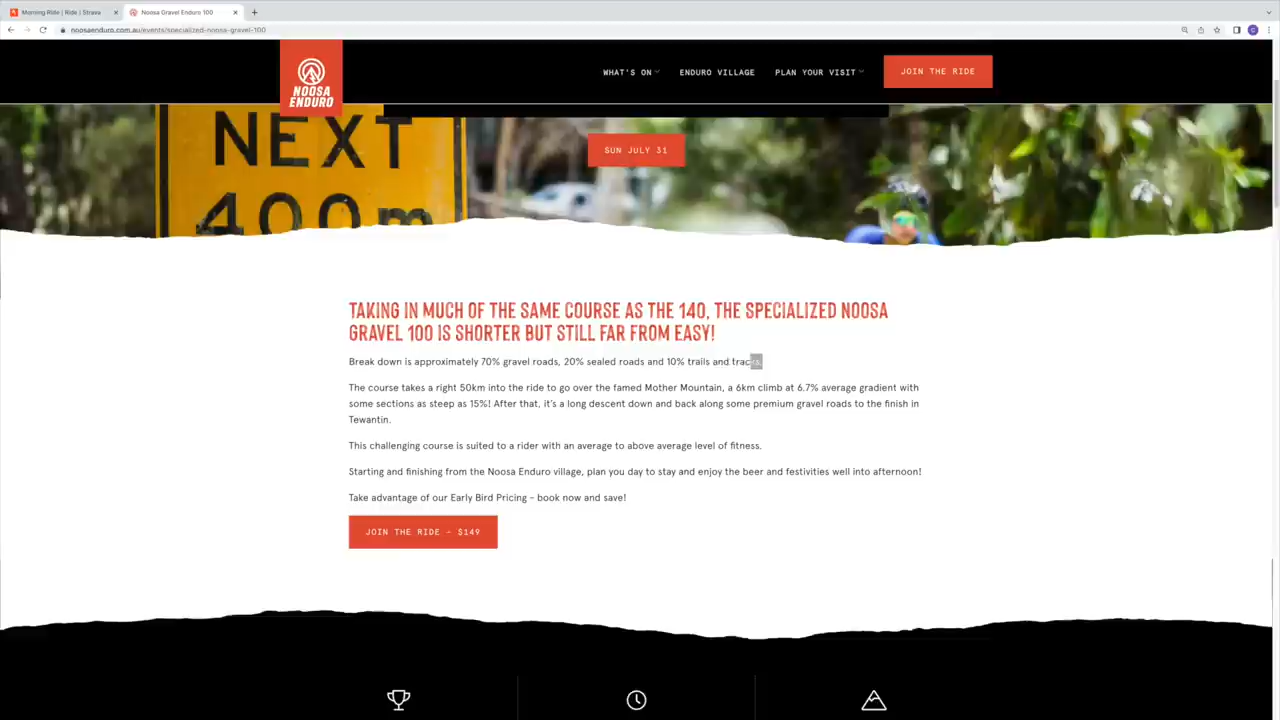 Morning Ride | Ride | Strava
Noosa Gravel Enduro 100
noosaenduro.com.au/events/specialized-noosa-gravel-100
NOOSA
ENDURO
WHAT'S ON
ENDURO VILLAGE
PLAN YOUR VISIT
JOIN THE RIDE
NEXT
400m
SUN JULY 31
TAKING IN MUCH OF THE SAME COURSE AS THE 140, THE SPECIALIZED NOOSA
GRAVEL 100 IS SHORTER BUT STILL FAR FROM EASY!
Break down is approximately 70% gravel roads, 20% sealed roads and 10% trails and tracks.
The course takes a right 50km into the ride to go over the famed Mother Mountain, a 6km climb at 6.7% average gradient with
some sections as steep as 15%! After that, it's a long descent down and back along some premium gravel roads to the finish in
Tewantin.
This challenging course is suited to a rider with an average to above average level of fitness.
Starting and finishing from the Noosa Enduro village, plan you day to stay and enjoy the beer and festivities well into afternoon!
Take advantage of our Early Bird Pricing – book now and save!
JOIN THE RIDE – $149